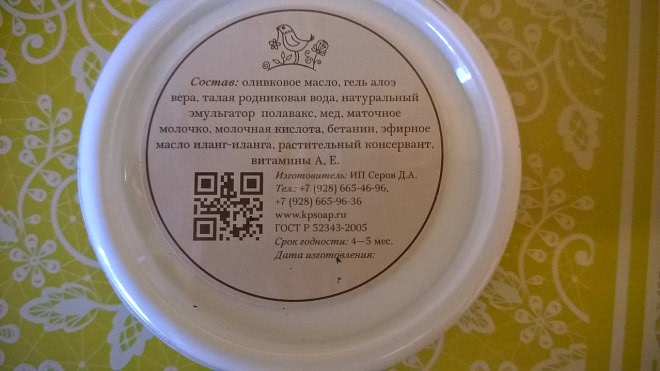 Состав: оливковое масло, гель алоэ
вера, талая родниковая вода, натуральный
эмульгатор полавакс, мед, маточное
молочко, молочная кислота, бетанин, эфирное
масло иланг-иланга, растительный консервант,
витамины А, Е.
Изготовитель: ИП Серов Д.А.
Тел.: +7 (928) 665-46-96,
+7 (928) 665-96-36
www.kpsoap.ru
ГОСТ Р 52343-2005
Срок годности: 4—5 мес.
Дата изготовления: